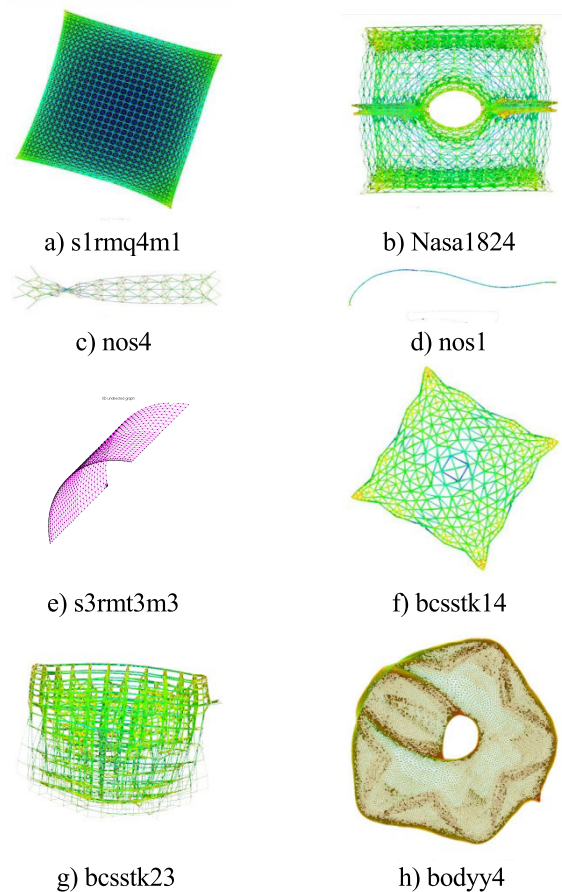 a) s1rmq4m1
b) Nasa1824
c) nos4
d) nos1
e) s3rmt3m3
f) bcsstk14
g) bcsstk23
h) bodyy4